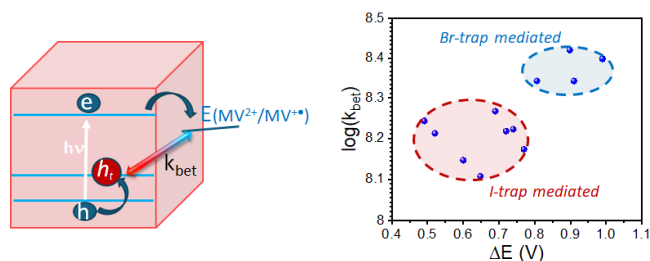 e
E(MV²⁺/MV⁺•)
hν
hₜ
k_bet
h
8.5
8.4
8.3
8.2
8.1
8
log(k_bet)
Br-trap mediated
I-trap mediated
0.4 0.5 0.6 0.7 0.8 0.9 1.0 1.1
ΔE (V)